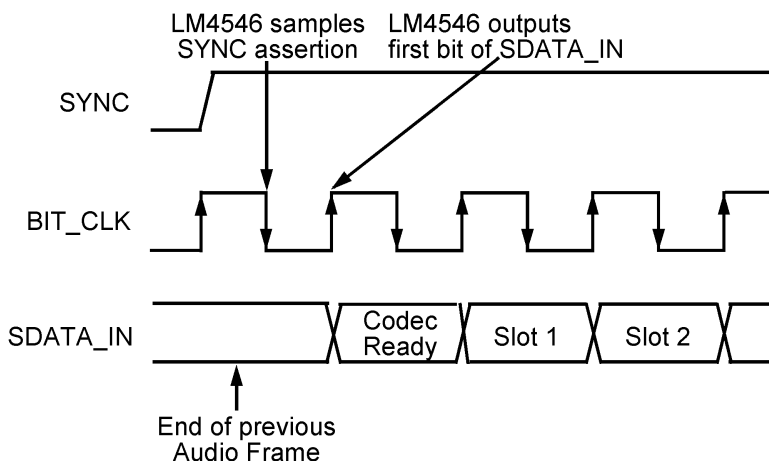 LM4546 samples
SYNC assertion
LM4546 outputs
first bit of SDATA_IN
SYNC
BIT_CLK
SDATA_IN
Codec
Ready
Slot 1
Slot 2
End of previous
Audio Frame